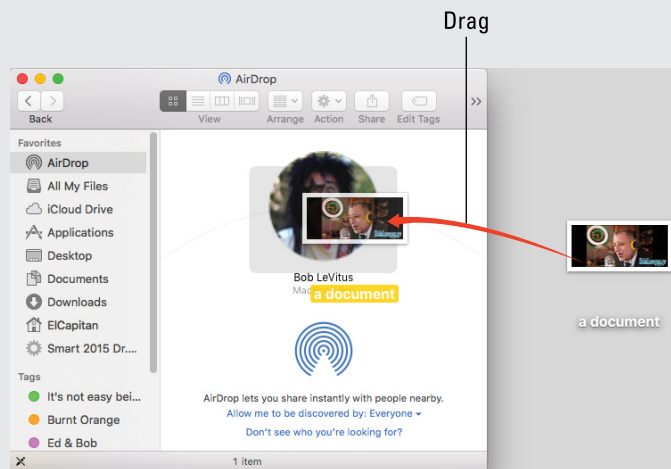 Drag
AirDrop
Back
View
Arrange
Action
Share
Edit Tags
Favorites
AirDrop
All My Files
iCloud Drive
Applications
Desktop
Documents
Downloads
ElCapitan
Smart 2015 Dr....
Tags
It's not easy bei...
Burnt Orange
Ed & Bob
Bob LeVitus
a document
AirDrop lets you share instantly with people nearby.
Allow me to be discovered by: Everyone
Don't see who you're looking for?
1 item
a document